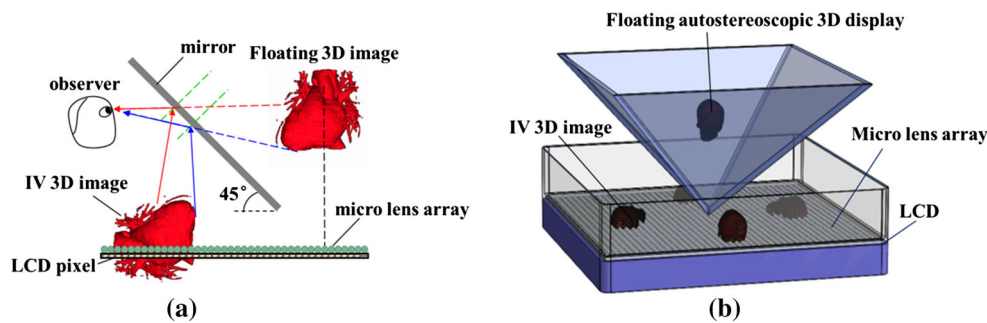 mirror
Floating 3D image
observer
IV 3D image
45°
micro lens array
LCD pixel
(a)
Floating autostereoscopic 3D display
IV 3D image
Micro lens array
LCD
(b)